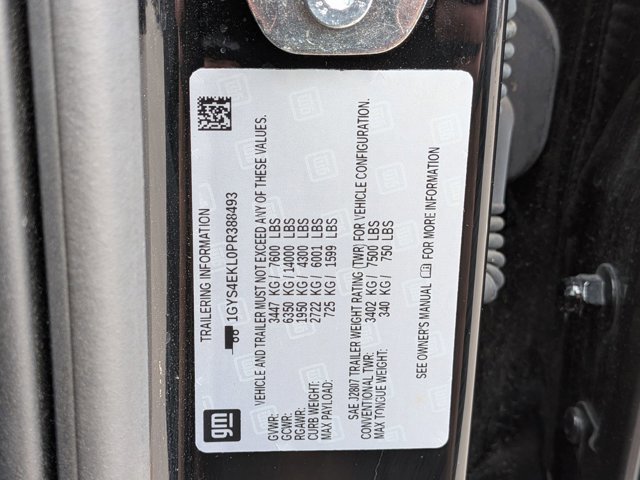 gm
TRAILERING INFORMATION
1GYS4EKL0PR388493
VEHICLE AND TRAILER MUST NOT EXCEED ANY OF THESE VALUES.
GVWR: 3447 KG/ 7600 LBS
GCWR: 6350 KG/ 14000 LBS
RGAWR: 1950 KG/ 4300 LBS
CURB WEIGHT: 2722 KG/ 6001 LBS
MAX PAYLOAD: 725 KG/ 1599 LBS
SAE J2807 TRAILER WEIGHT RATING (TWR) FOR VEHICLE CONFIGURATION.
CONVENTIONAL TWR: 3402 KG/ 7500 LBS
MAX TONGUE WEIGHT: 340 KG/ 750 LBS
SEE OWNER'S MANUAL FOR MORE INFORMATION